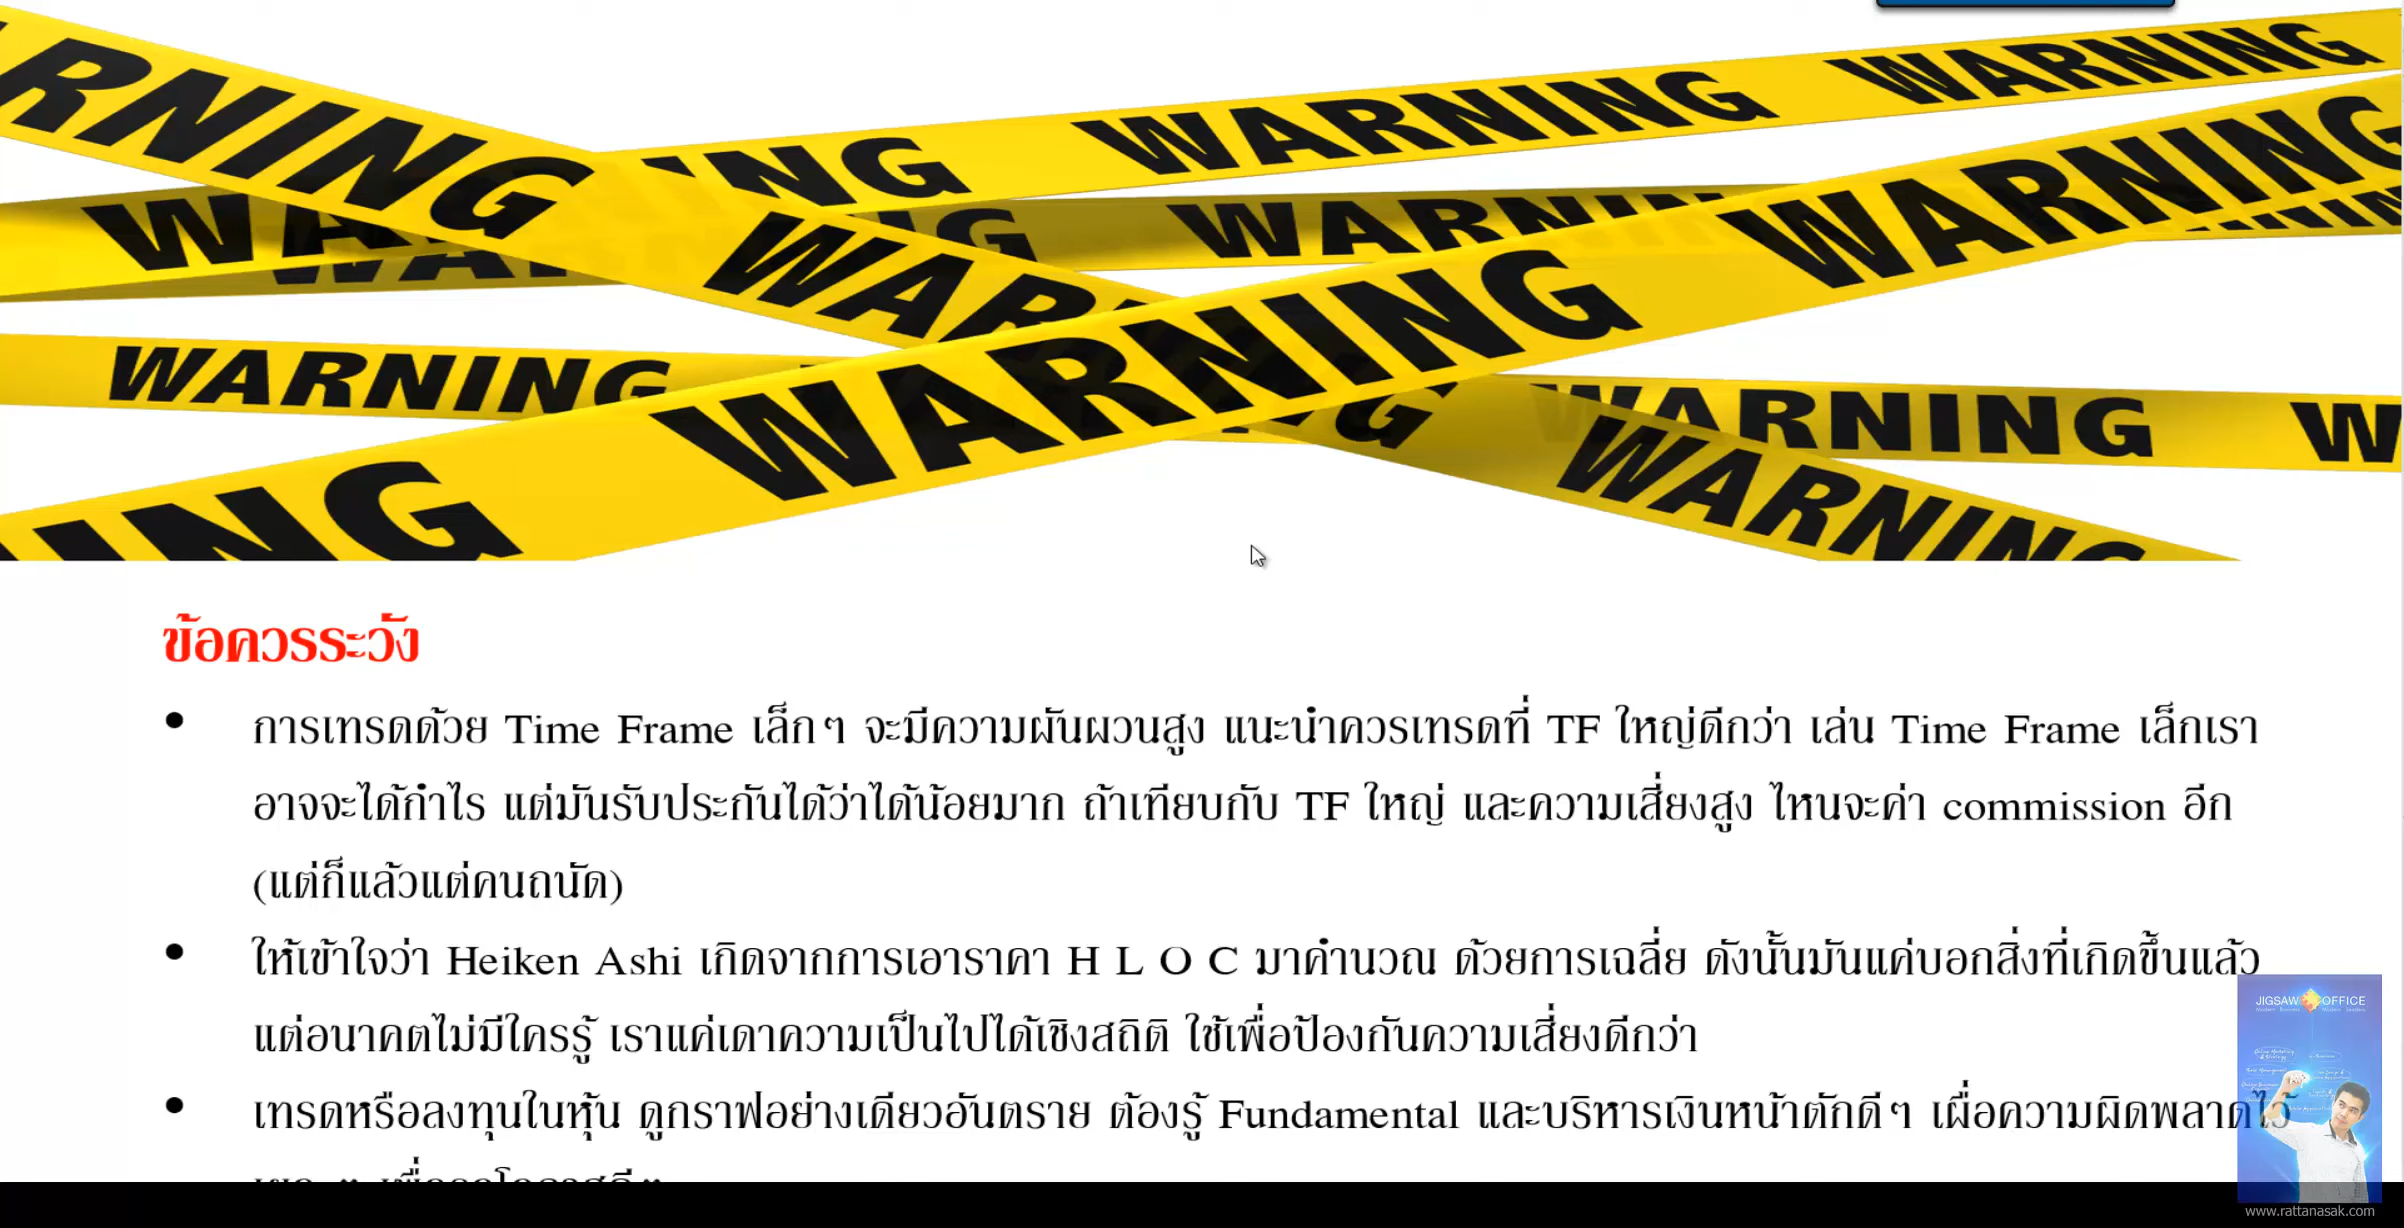 RNING
NG WARNING WARNING
WA
WARNING
WARNING
WARNING
WARNING
WARNING
WARNING
WARNING
NING
ข้อควรระวัง
• การเทรดด้วย Time Frame เล็กๆ จะมีความผันผวนสูง แนะนำควรเทรดที่ TF ใหญ่ดีกว่า เล่น Time Frame เล็กเรา
อาจจะได้กำไร แต่มันรับประกันได้ว่าได้น้อยมาก ถ้าเทียบกับ TF ใหญ่ และความเสี่ยงสูง ไหนจะค่า commission อีก
(แต่ก็แล้วแต่คนถนัด)
• ให้เข้าใจว่า Heiken Ashi เกิดจากการเอาราคา H L O C มาคำนวณ ด้วยการเฉลี่ย ดังนั้นมันแค่บอกสิ่งที่เกิดขึ้นแล้ว
แต่อนาคตไม่มีใครรู้ เราแค่เดาความเป็นไปได้เชิงสถิติ ใช้เพื่อป้องกันความเสี่ยงดีกว่า
• เทรดหรือลงทุนในหุ้น ดูกราฟอย่างเดียวอันตราย ต้องรู้ Fundamental และบริหารเงินหน้าตักดีๆ เผื่อความผิดพลาดไว้
JIGSAW OFFICE
www.rattanasak.com